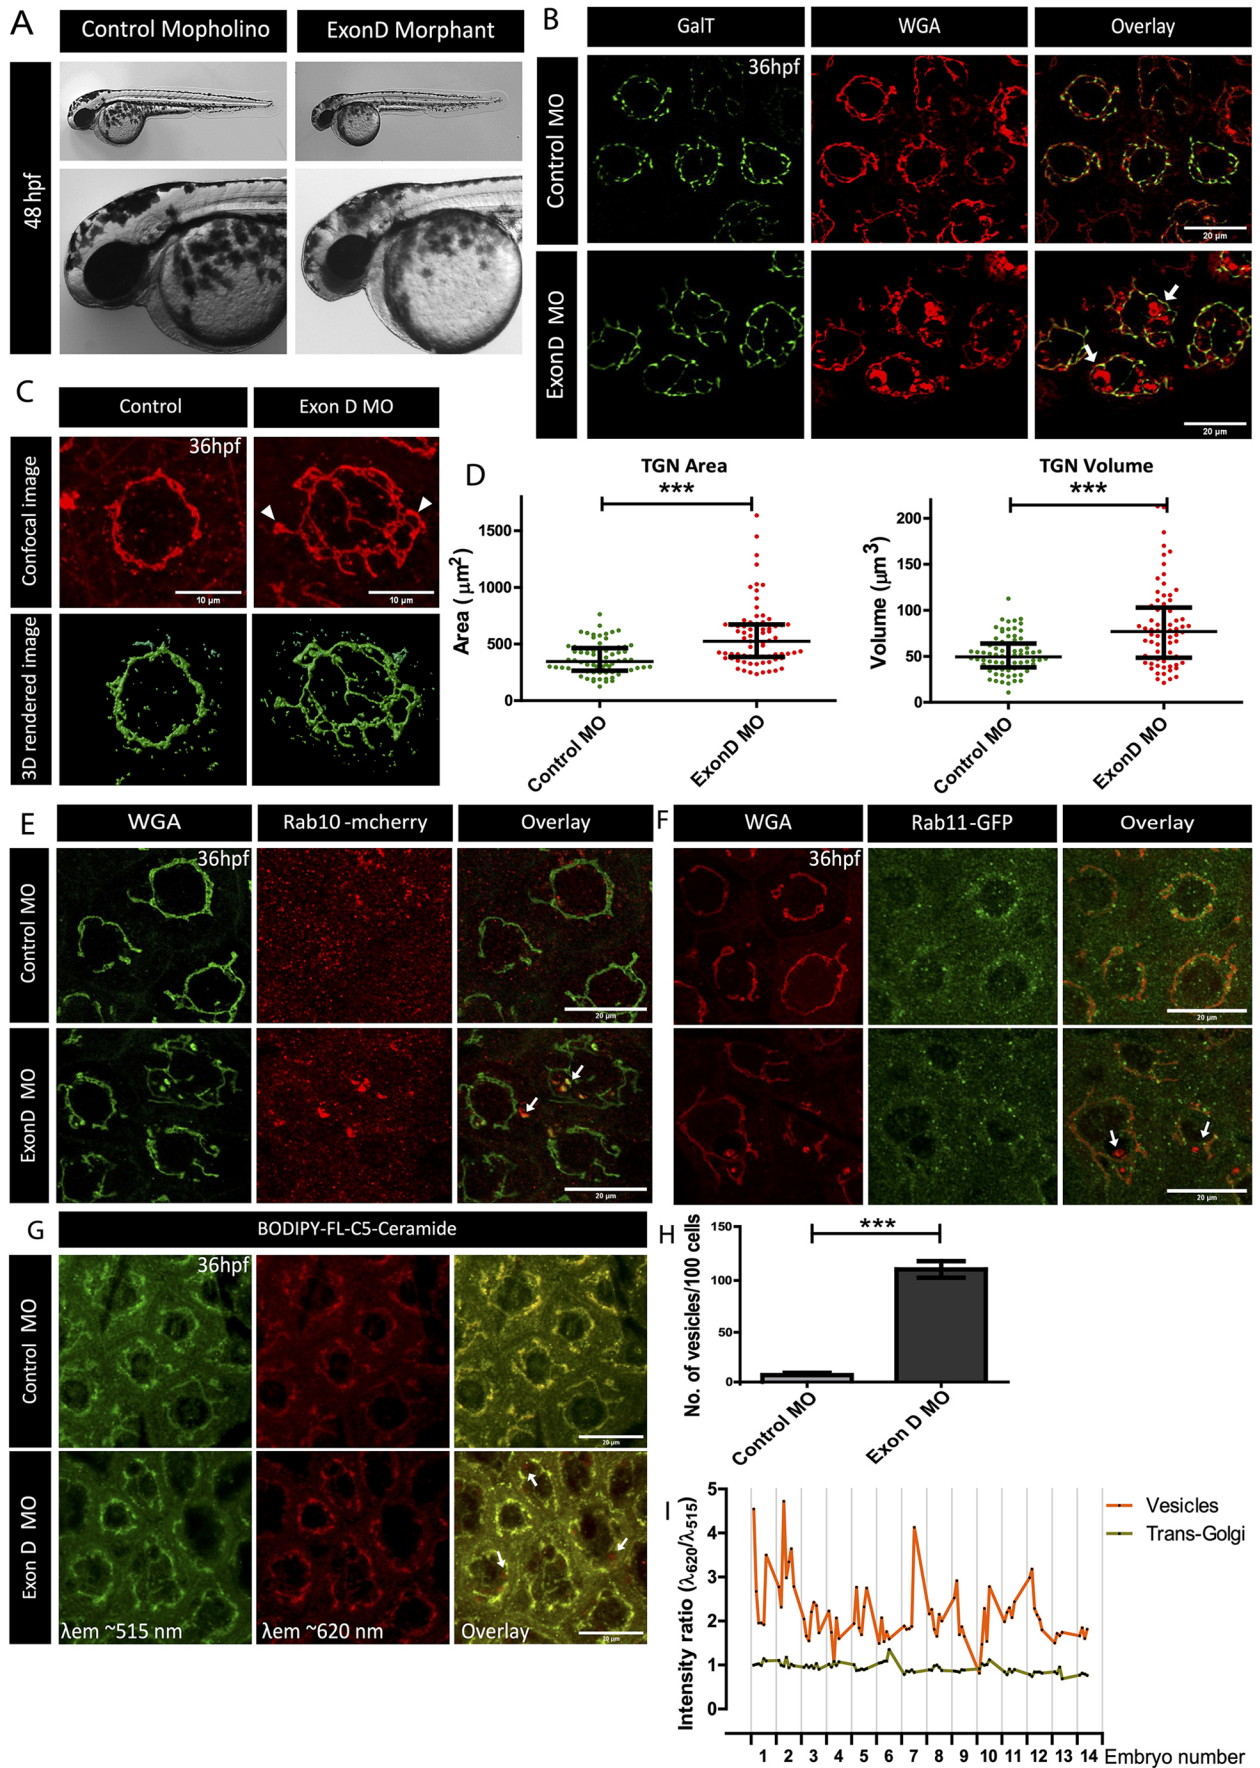 A
Control Mopholino
ExonD Morphant
48 hpf
B
GalT
WGA
Overlay
Control MO
36hpf
20 µm
ExonD MO
20 µm
C
Control
Exon D MO
Confocal image
36hpf
10 µm
10 µm
3D rendered image
D
TGN Area
***
Area (µm²)
1500
1000
500
0
Control MO
ExonD MO
TGN Volume
***
Volume (µm³)
200
150
100
50
0
Control MO
ExonD MO
E
WGA
Rab10 -mcherry
Overlay
Control MO
36hpf
20 µm
ExonD MO
20 µm
F
WGA
Rab11-GFP
Overlay
36hpf
20 µm
20 µm
G
BODIPY-FL-C5-Ceramide
Control MO
36hpf
20 µm
Exon D MO
λem ~515 nm
λem ~620 nm
Overlay
20 µm
H
No. of vesicles/100 cells
150
100
50
0
***
Control MO
Exon D MO
I
Intensity ratio (λ620/λ515)
5
4
3
2
1
0
Vesicles
Trans-Golgi
1 2 3 4 5 6 7 8 9 10 11 12 13 14 Embryo number